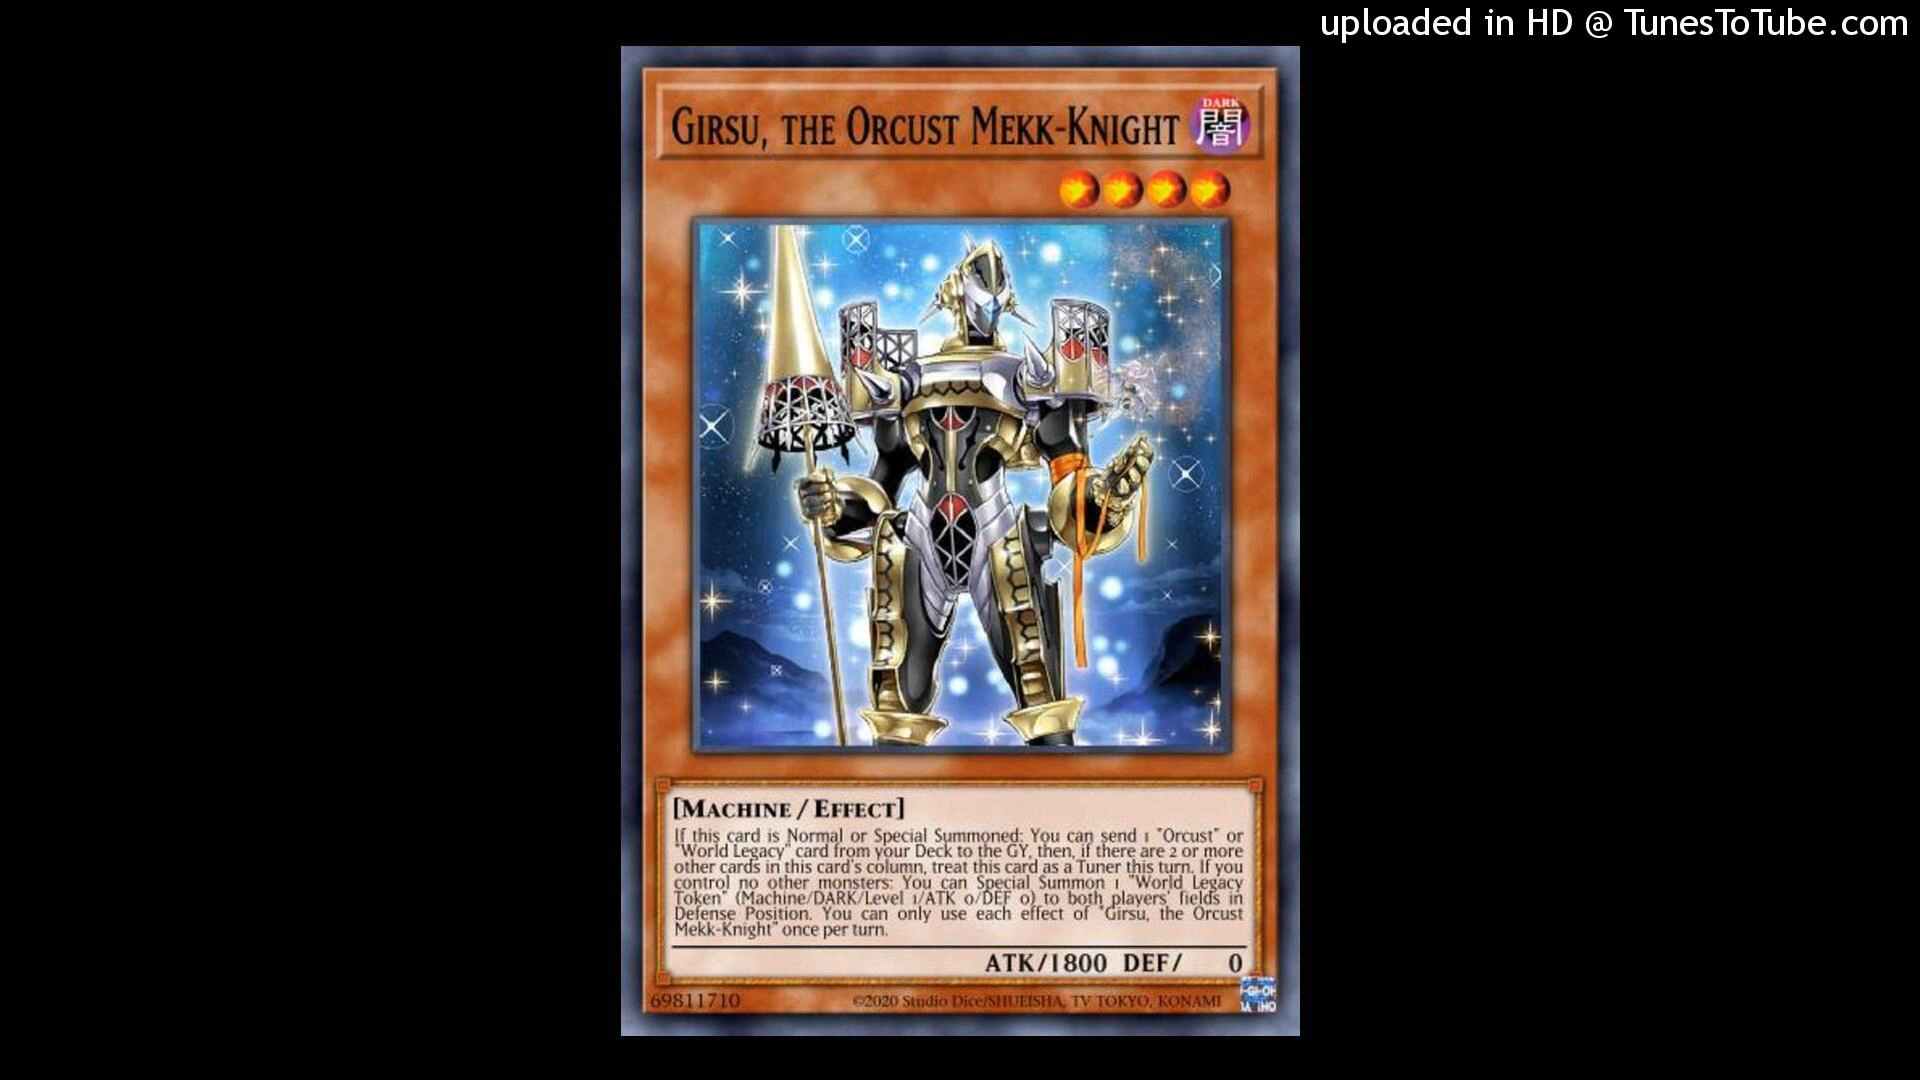 uploaded in HD @ TunesToTube.com
Girsu, the Orcust Mekk-Knight
DARK
闇
[Machine / Effect]
If this card is Normal or Special Summoned: You can send 1 "Orcust" or
"World Legacy" card from your Deck to the GY, then, if there are 2 or more
other cards in this card's column, treat this card as a Tuner this turn. If you
control no other monsters: You can Special Summon 1 "World Legacy
Token" (Machine/DARK/Level 1/ATK 0/DEF 0) to both players' fields in
Defense Position. You can only use each effect of "Girsu, the Orcust
Mekk-Knight" once per turn.
ATK/1800 DEF/ 0
69811710
©2020 Studio Dice/SHUEISHA, TV TOKYO, KONAMI